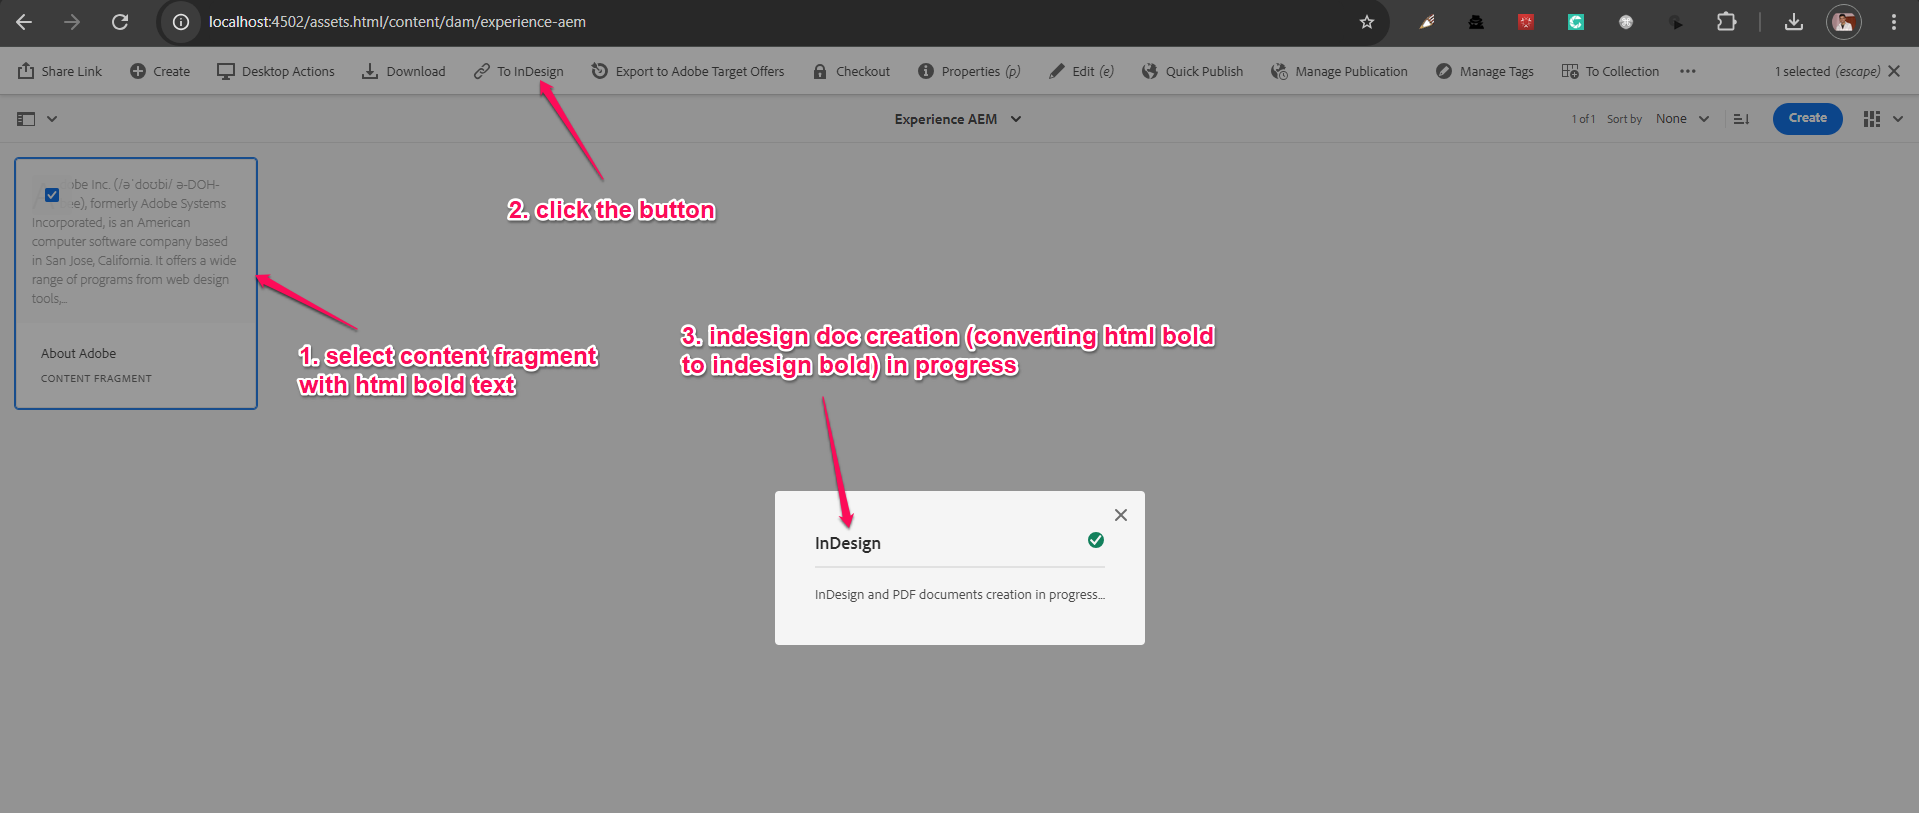 localhost:4502/assets.html/content/dam/experience-aem
Share Link Create Desktop Actions Download To InDesign Export to Adobe Target Offers Checkout Properties (p) Edit (e) Quick Publish Manage Publication Manage Tags To Collection ••• 1 selected (escape)
Experience AEM 1 of 1 Sort by None Create
be Inc. (/əˈdoʊbi/ ə-DOH-
ee), formerly Adobe Systems
Incorporated, is an American
computer software company based
in San Jose, California. It offers a wide
range of programs from web design
tools,...
About Adobe
CONTENT FRAGMENT
1. select content fragment
with html bold text
2. click the button
3. indesign doc creation (converting html bold
to indesign bold) in progress
InDesign
InDesign and PDF documents creation in progress...